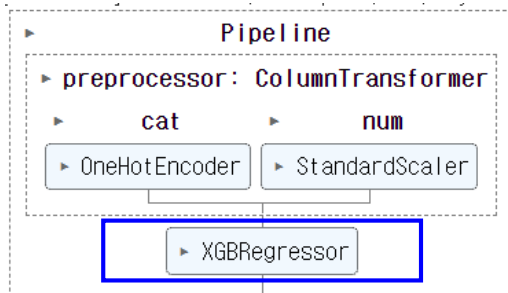 Pipeline
preprocessor: ColumnTransformer
cat num
OneHotEncoder StandardScaler
XGBRegressor